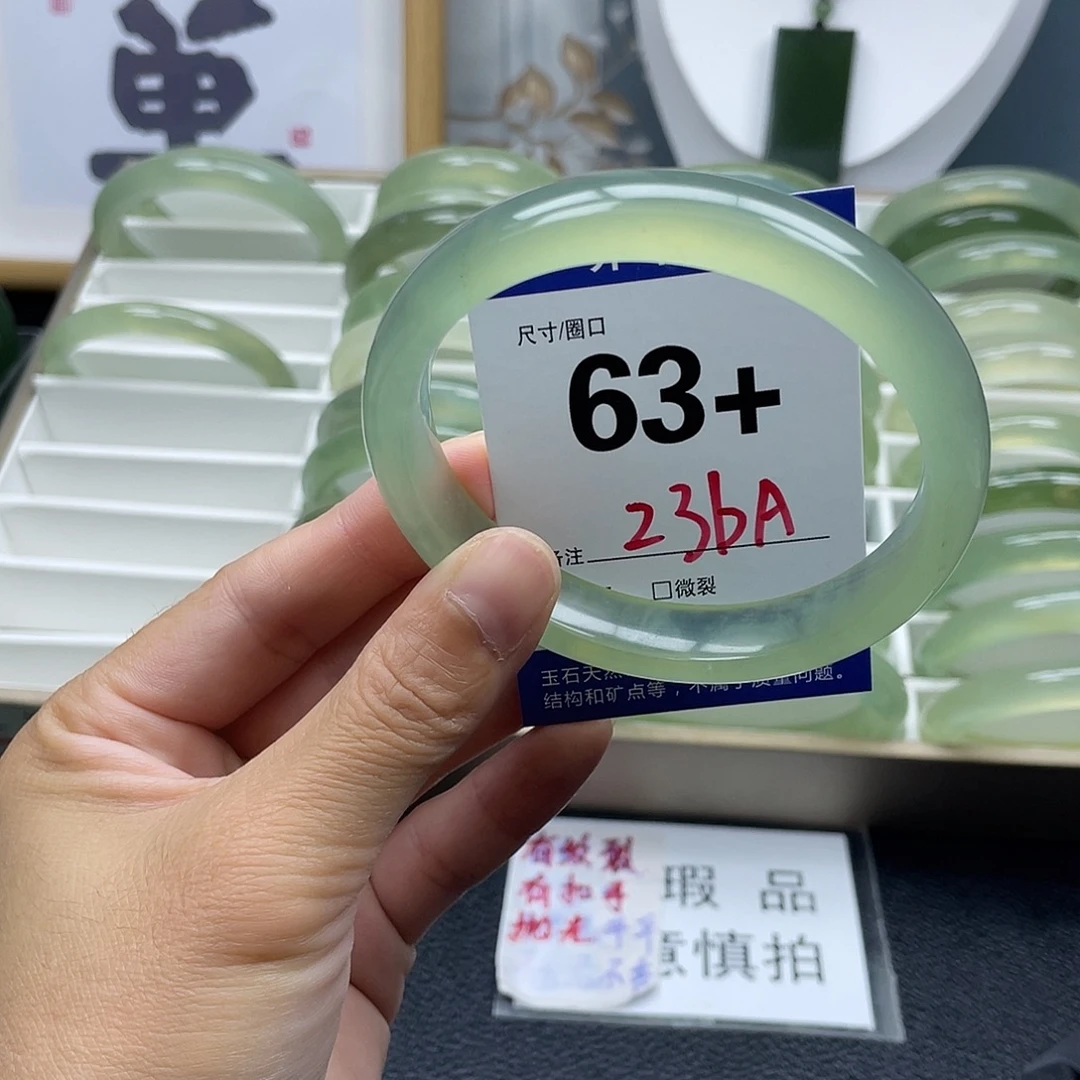 尺寸/圈口
63+
236A
备注
□微裂
玉石天然
不属于质量问题。
结构和矿点等，
有纹裂
有扣手
抛光
瑕 品
意慎拍